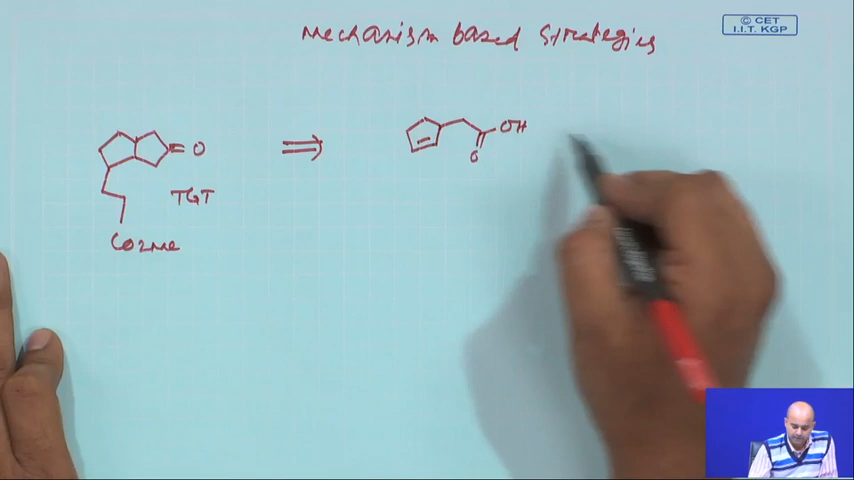 Mechanism based Strategies
© CET
I.I.T. KGP
OH
O
O
TGT
CO2Me